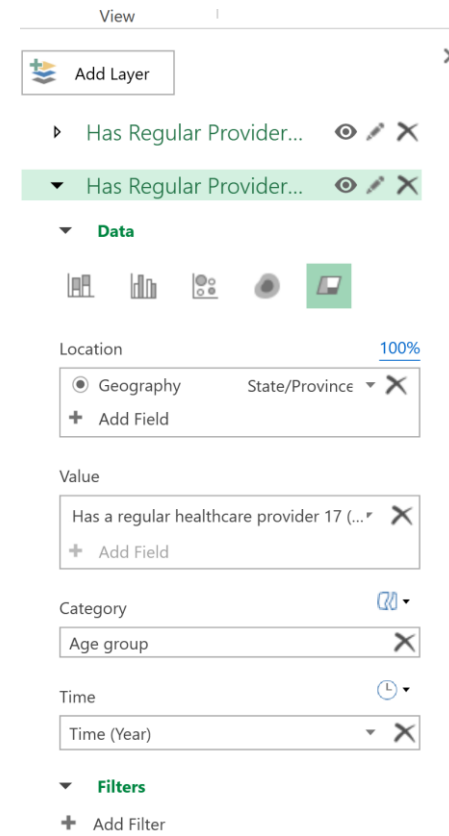 View
Add Layer
Has Regular Provider...
Has Regular Provider...
Data
Location 100%
Geography State/Province
Add Field
Value
Has a regular healthcare provider 17 (...
Add Field
Category
Age group
Time
Time (Year)
Filters
Add Filter